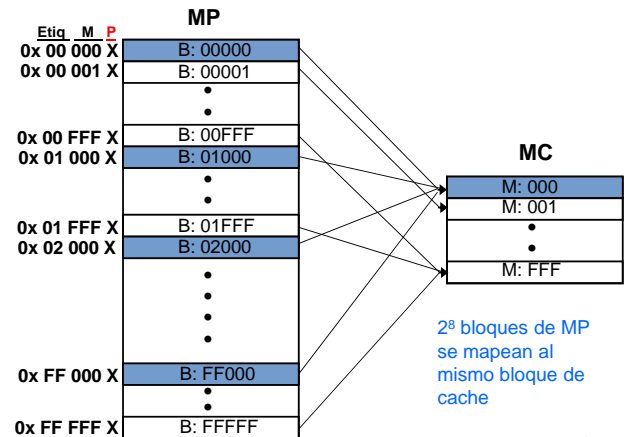 MP
Etiq M P
0x 00 000 X B: 00000
0x 00 001 X B: 00001
0x 00 FFF X B: 00FFF
0x 01 000 X B: 01000
MC
M: 000
M: 001
0x 01 FFF X B: 01FFF
0x 02 000 X B: 02000
M: FFF
2⁸ bloques de MP
se mapean al
mismo bloque de
cache
0x FF 000 X B: FF000
0x FF FFF X B: FFFFF